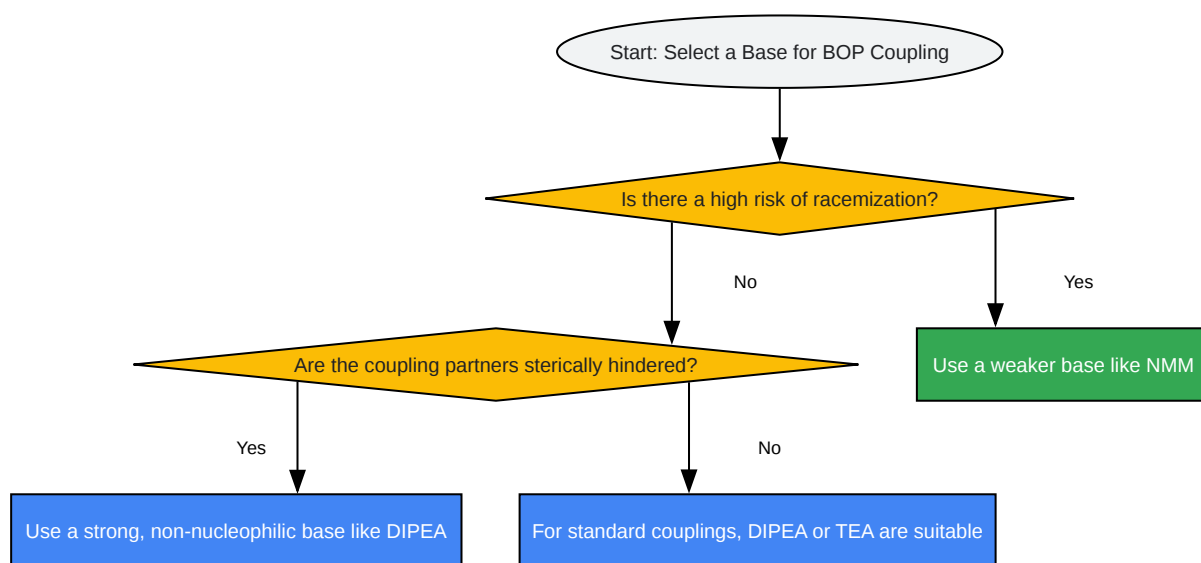 Start: Select a Base for BOP Coupling
Is there a high risk of racemization?
No
Yes
Are the coupling partners sterically hindered?
Use a weaker base like NMM
Yes
No
Use a strong, non-nucleophilic base like DIPEA
For standard couplings, DIPEA or TEA are suitable